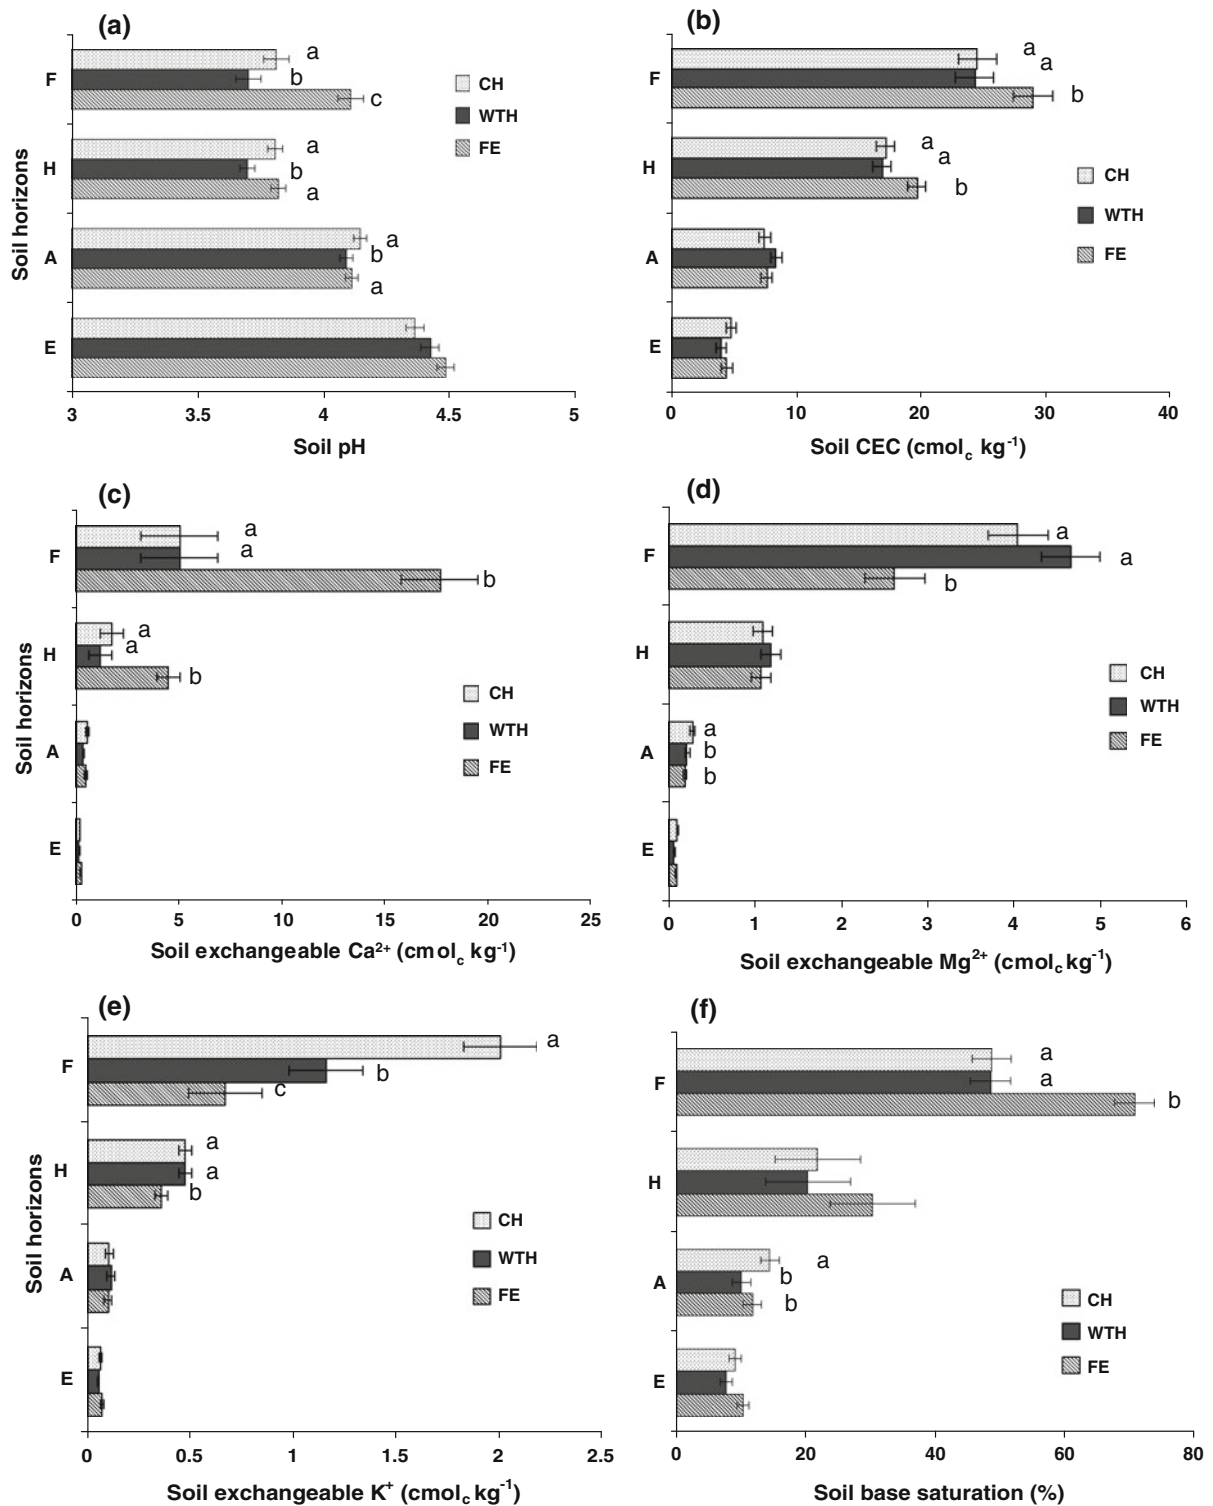 (a)
F
a
b
c
H
a
b
a
A
a
b
a
E
CH
WTH
FE
Soil horizons
3 3.5 4 4.5 5
Soil pH
(b)
F
a
a
b
H
a
a
b
A
E
CH
WTH
FE
0 10 20 30 40
Soil CEC (cmolc kg-1)
(c)
F
a
a
b
H
a
a
b
A
E
CH
WTH
FE
Soil horizons
0 5 10 15 20 25
Soil exchangeable Ca2+ (cmolc kg-1)
(d)
F
a
a
b
H
A
a
b
b
E
CH
WTH
FE
0 1 2 3 4 5 6
Soil exchangeable Mg2+ (cmolc kg-1)
(e)
F
a
b
c
H
a
a
b
A
E
CH
WTH
FE
Soil horizons
0 0.5 1 1.5 2 2.5
Soil exchangeable K+ (cmolc kg-1)
(f)
F
a
a
b
H
A
a
b
b
E
CH
WTH
FE
0 20 40 60 80
Soil base saturation (%)